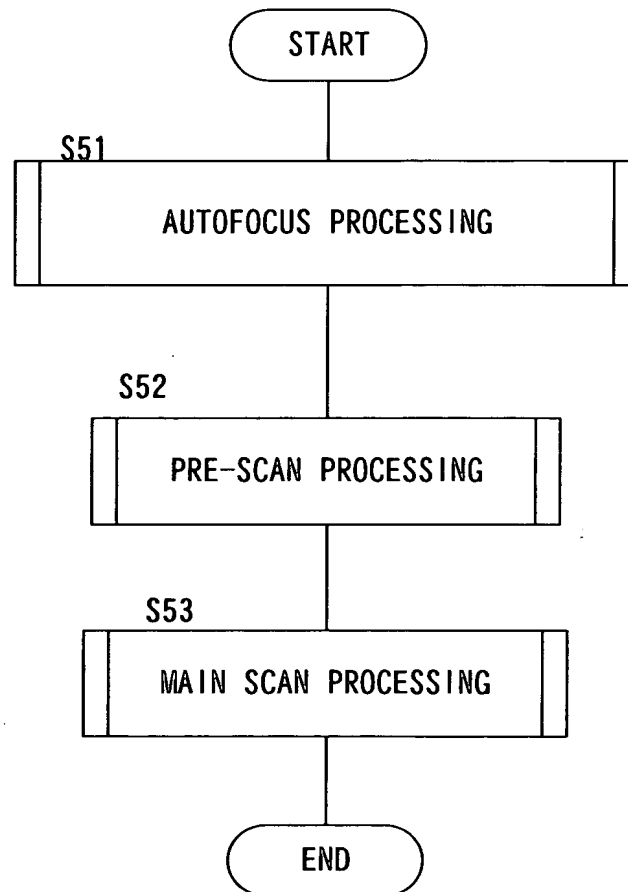 START
S51
AUTOFOCUS PROCESSING
S52
PRE-SCAN PROCESSING
S53
MAIN SCAN PROCESSING
END